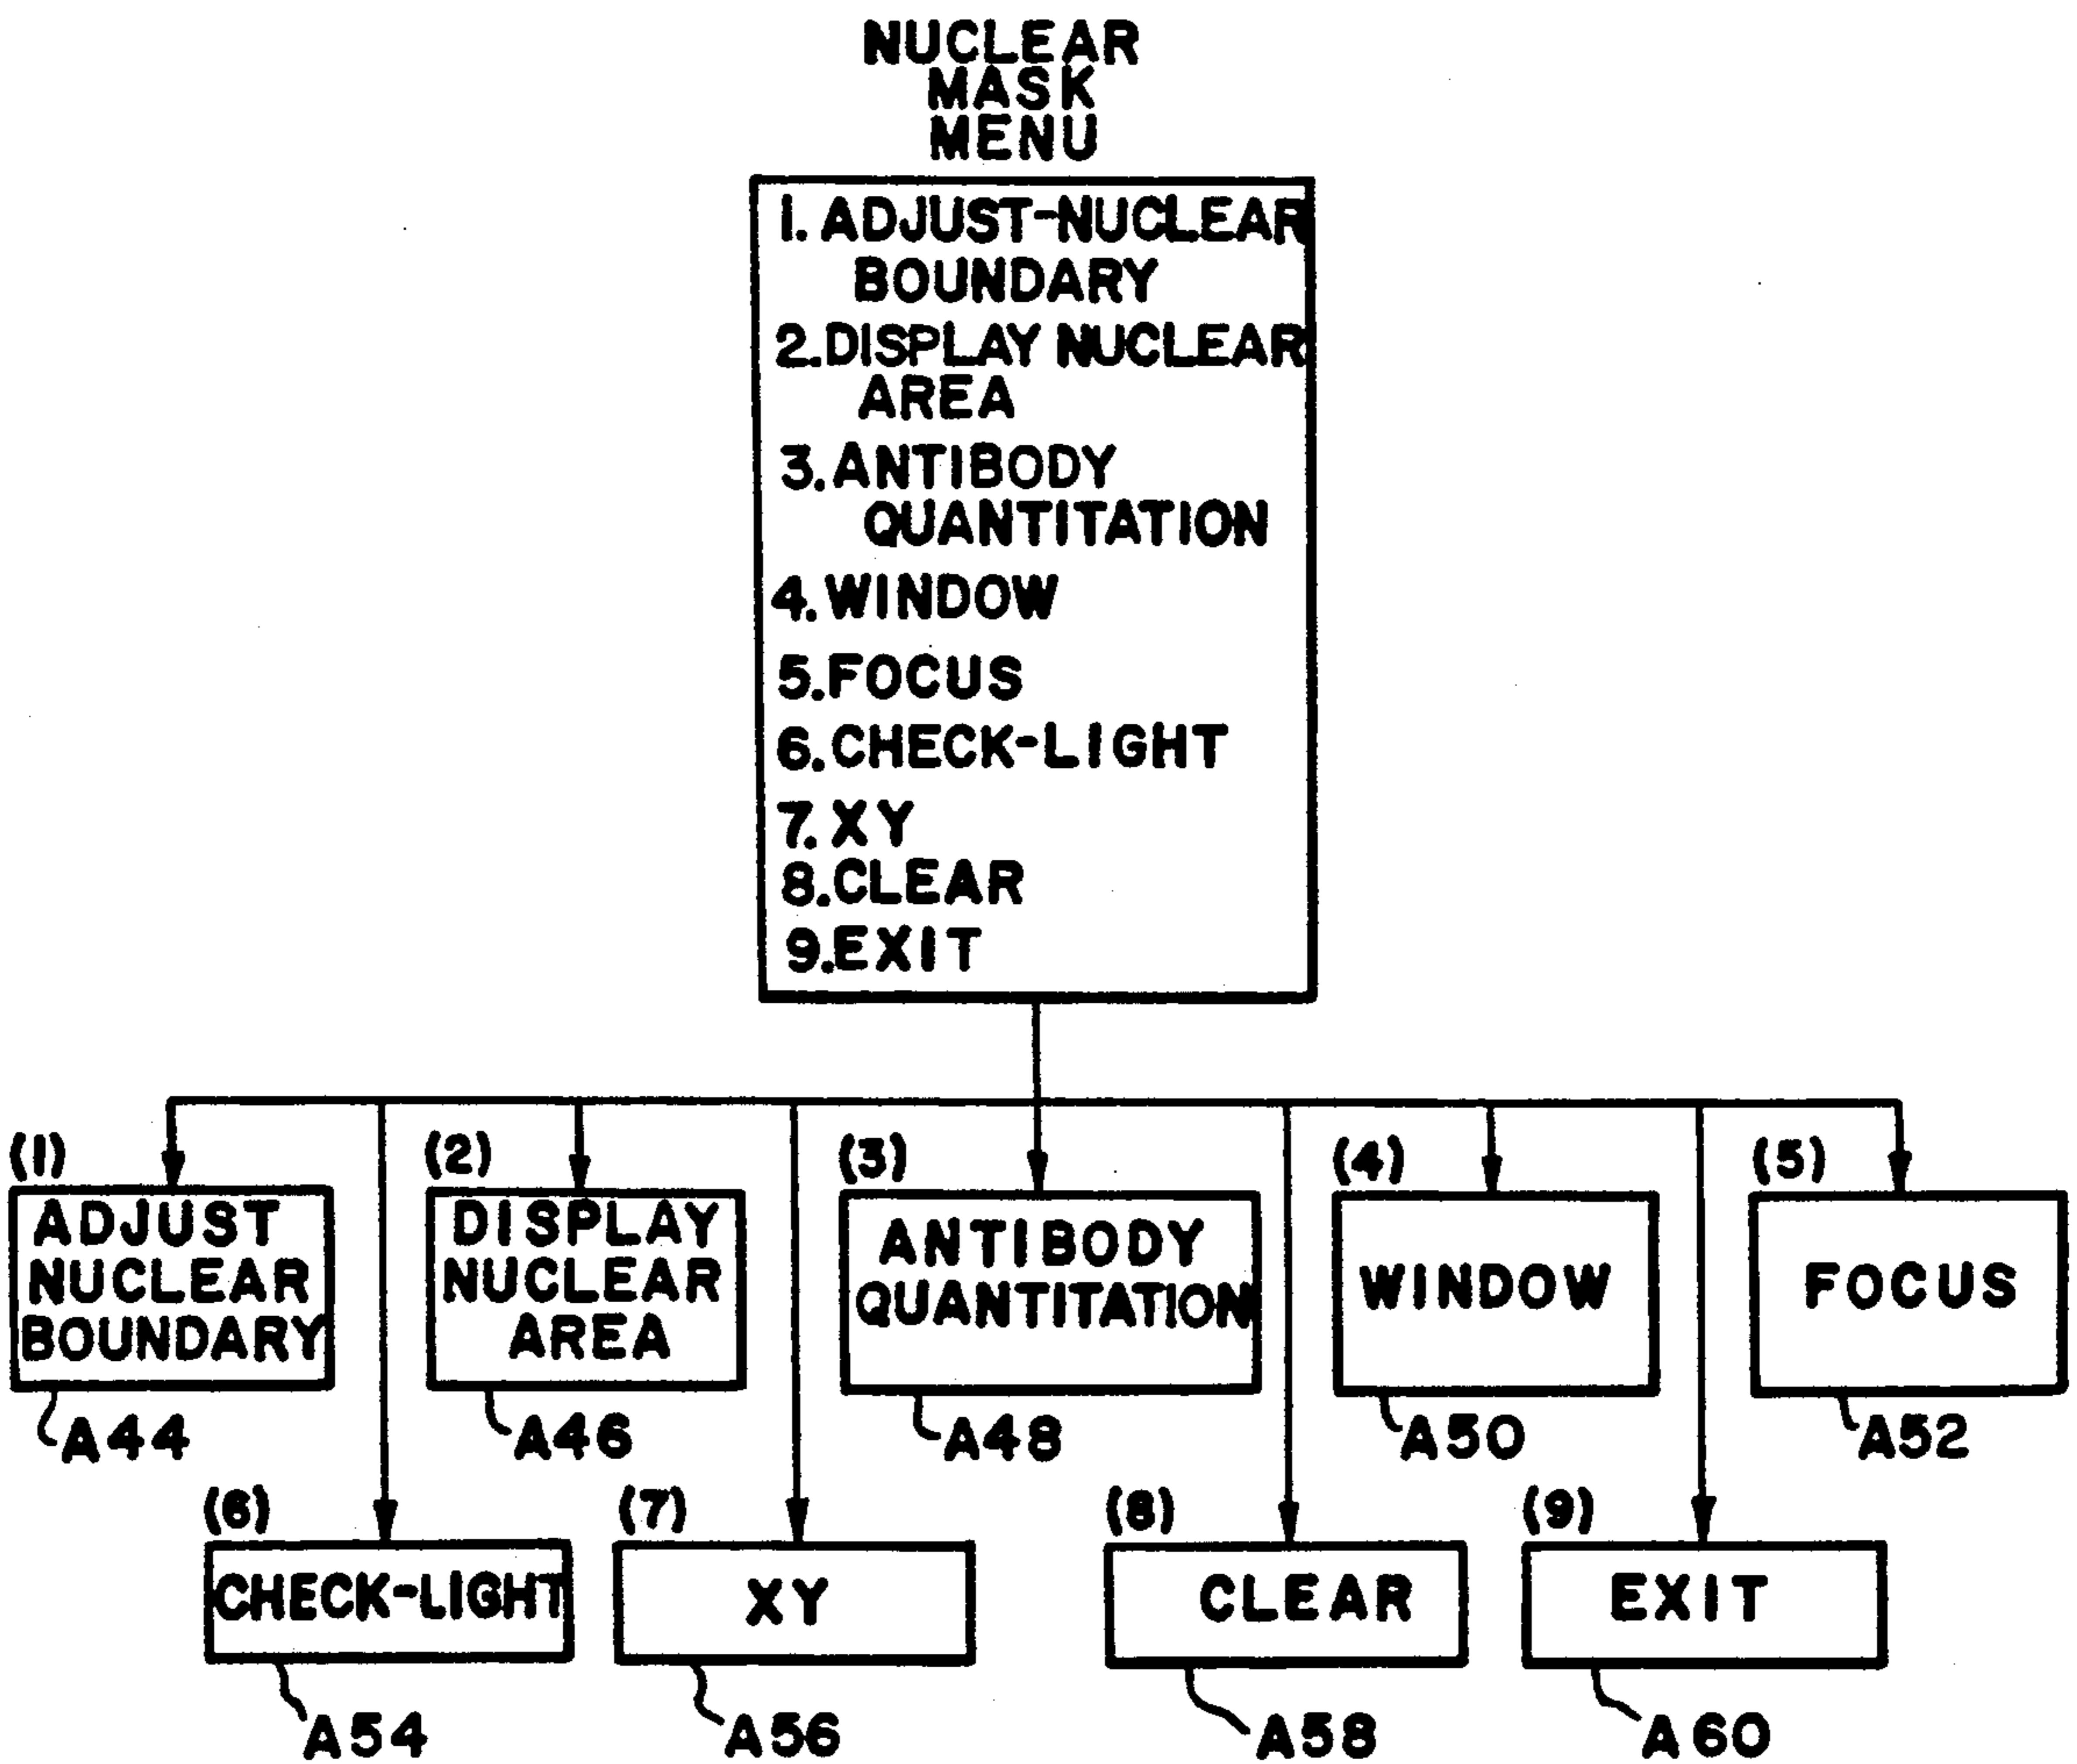 NUCLEAR
MASK
MENU
1. ADJUST-NUCLEAR
BOUNDARY
2. DISPLAY NUCLEAR
AREA
3. ANTIBODY
QUANTITATION
4. WINDOW
5. FOCUS
6. CHECK-LIGHT
7. XY
8. CLEAR
9. EXIT
(1)
ADJUST
NUCLEAR
BOUNDARY
A44
(2)
DISPLAY
NUCLEAR
AREA
A46
(3)
ANTIBODY
QUANTITATION
A48
(4)
WINDOW
A50
(5)
FOCUS
A52
(6)
CHECK-LIGHT
A54
(7)
XY
A56
(8)
CLEAR
A58
(9)
EXIT
A60